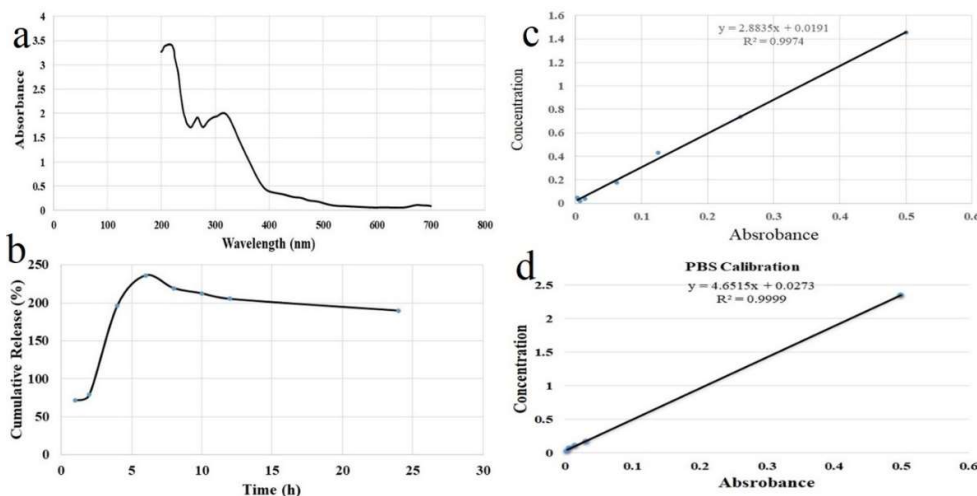 a
4
3.5
3
2.5
2
1.5
1
0.5
0
Absorbance
0 100 200 300 400 500 600 700 800
Wavelength (nm)
b
250
200
150
100
50
0
Cumulative Release (%)
0 5 10 15 20 25 30
Time (h)
c
1.6
1.4
1.2
1
0.8
0.6
0.4
0.2
0
Concentration
y = 2.8835x + 0.0191
R² = 0.9974
0 0.1 0.2 0.3 0.4 0.5 0.6
Absrobance
d
PBS Calibration
y = 4.6515x + 0.0273
R² = 0.9999
2.5
2
1.5
1
0.5
0
Concentration
0 0.1 0.2 0.3 0.4 0.5 0.6
Absrobance